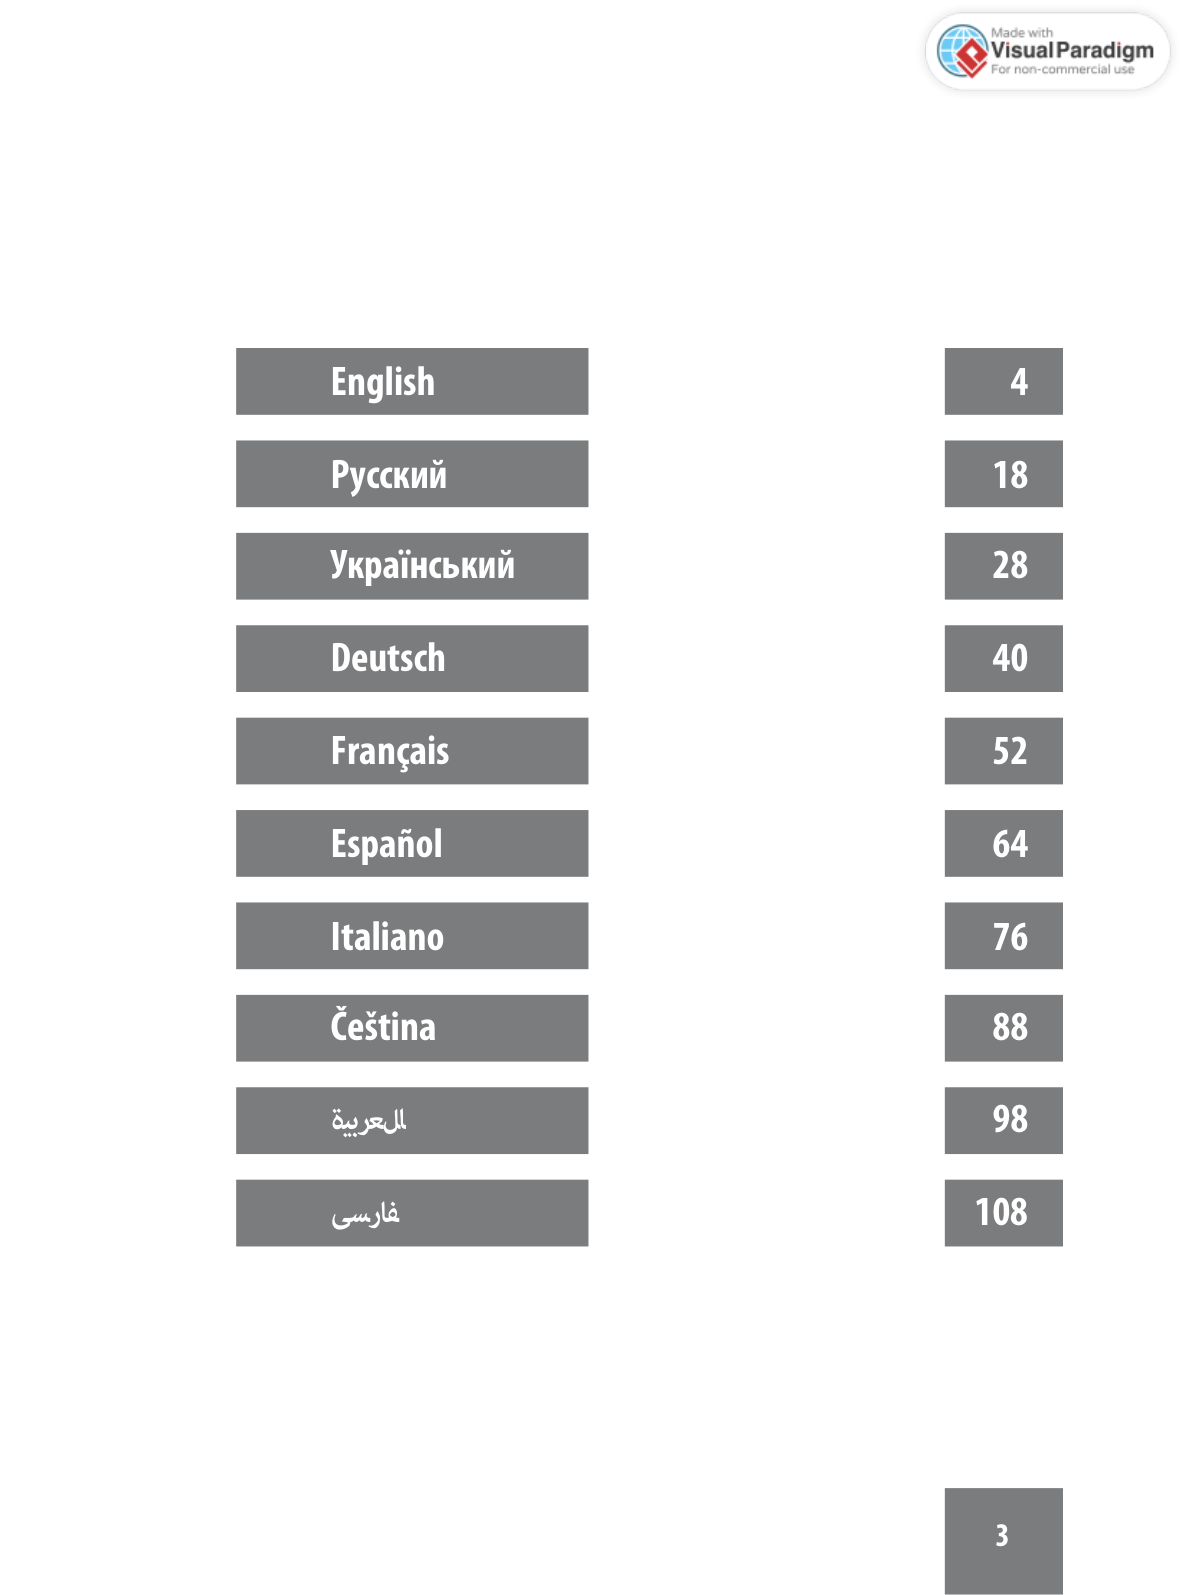 Made with
Visual Paradigm
For non-commercial use
English 4
Русский 18
Український 28
Deutsch 40
Français 52
Español 64
Italiano 76
Čeština 88
العربية 98
فارسی 108
3